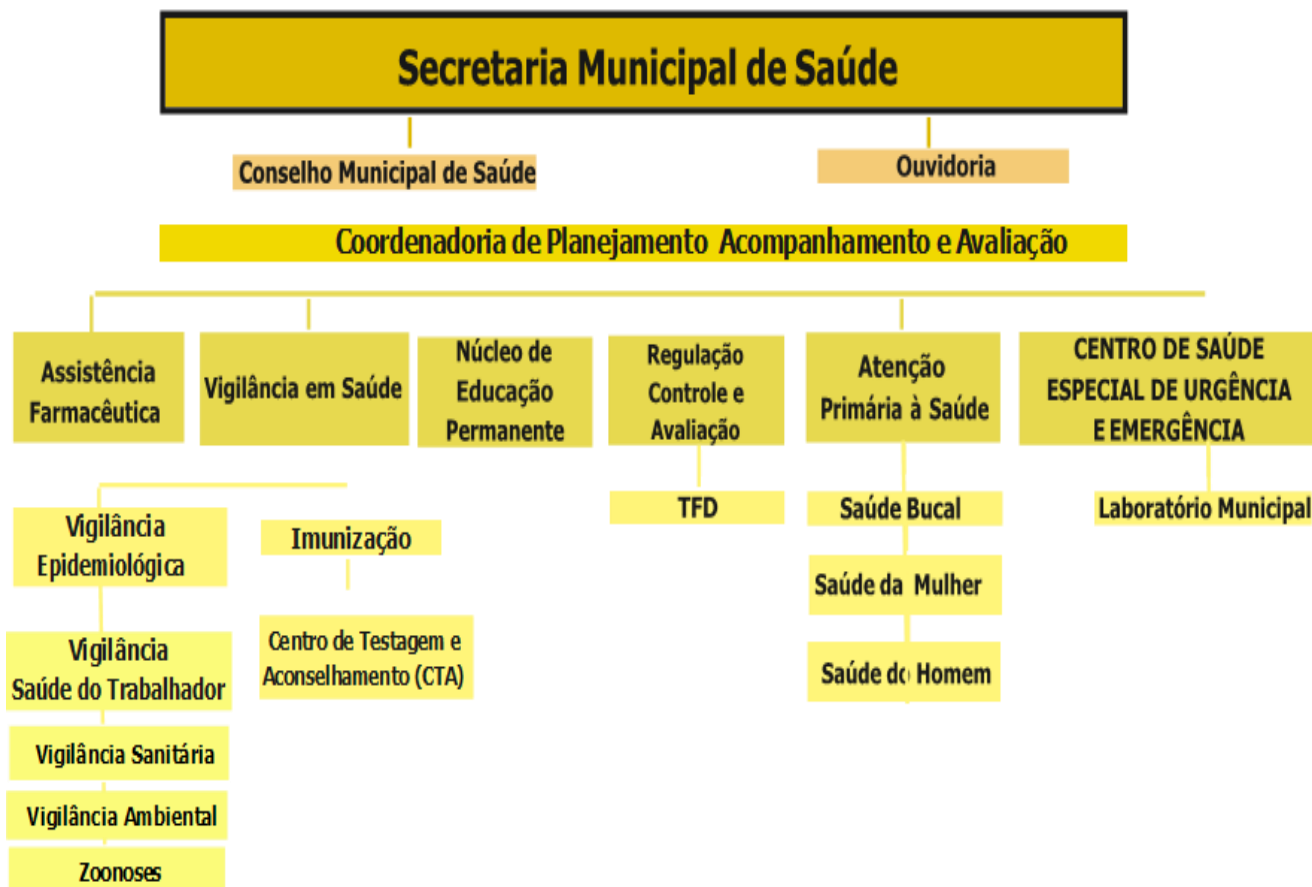 Secretaria Municipal de Saúde
Conselho Municipal de Saúde
Ouvidoria
Coordenadoria de Planejamento Acompanhamento e Avaliação
Assistência
Farmacêutica
Vigilância em Saúde
Núcleo de
Educação
Permanente
Regulação
Controle e
Avaliação
Atenção
Primária à Saúde
CENTRO DE SAÚDE
ESPECIAL DE URGÊNCIA
E EMERGÊNCIA
Vigilância
Epidemiológica
Imunização
TFD
Saúde Bucal
Laboratório Municipal
Saúde da Mulher
Vigilância
Saúde do Trabalhador
Centro de Testagem e
Aconselhamento (CTA)
Saúde do Homem
Vigilância Sanitária
Vigilância Ambiental
Zoonoses